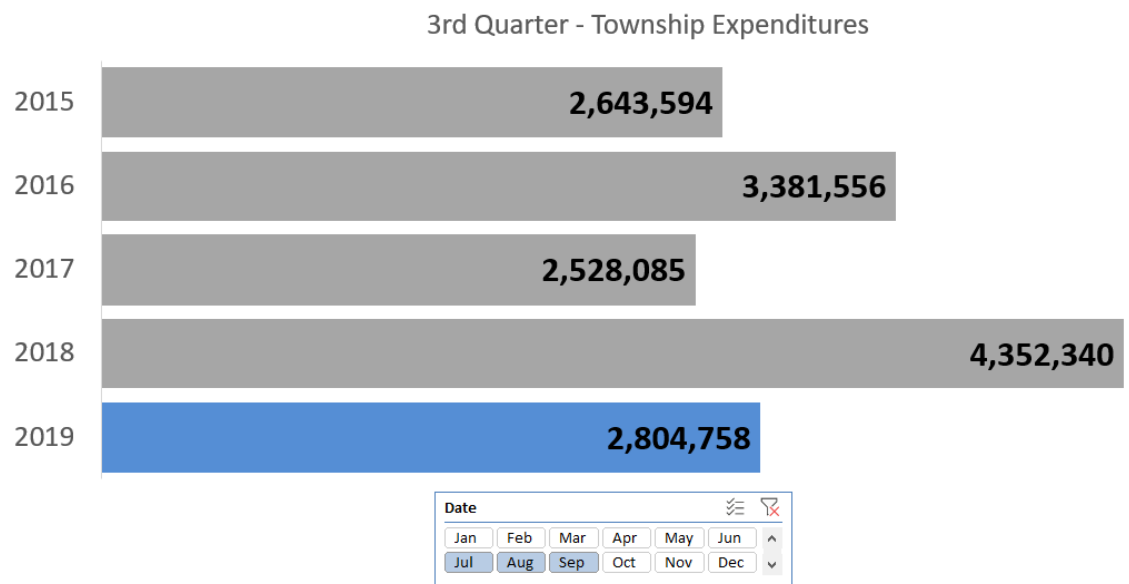 3rd Quarter - Township Expenditures
2015 2,643,594
2016 3,381,556
2017 2,528,085
2018 4,352,340
2019 2,804,758
Date
Jan Feb Mar Apr May Jun
Jul Aug Sep Oct Nov Dec